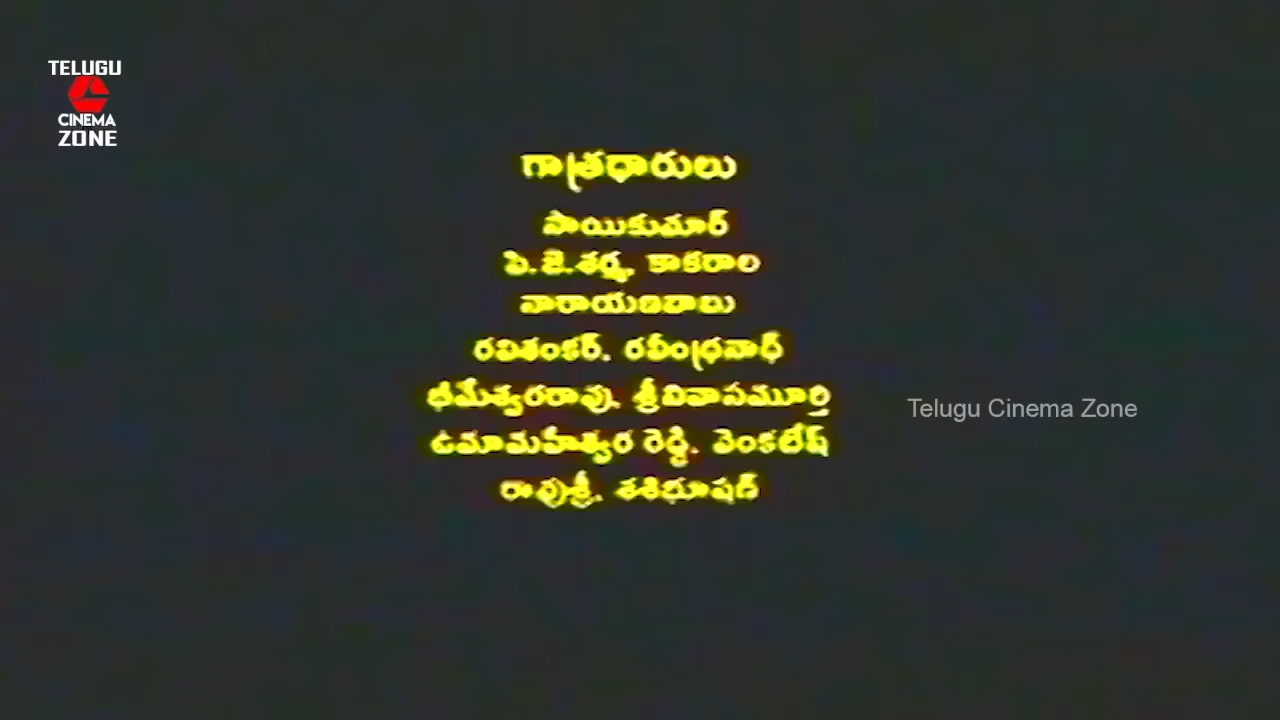 TELUGU
CINEMA
ZONE
గాత్రధారులు
సాయికుమార్
పి.జె.శర్మ, కాకరాల
నారాయణబాబు
రవిశంకర్, రవీంద్రనాథ్
భీమేశ్వరరావు, శ్రీనివాసమూర్తి
Telugu Cinema Zone
ఉమామహేశ్వర రెడ్డి, వెంకటేష్
రావుశ్రీ, శశిభూషణ్